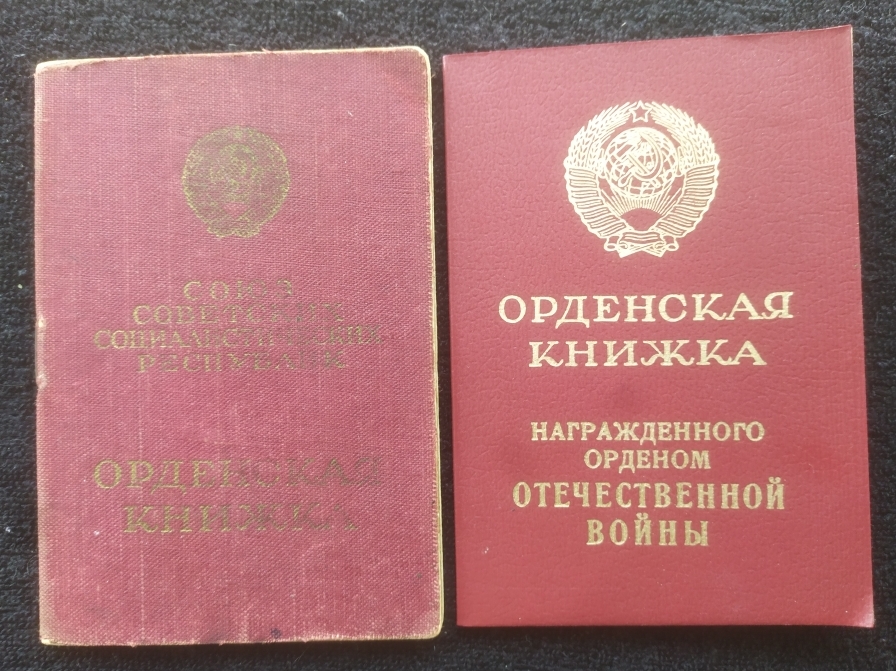 СОЮЗ
СОВЕТСКИХ
СОЦИАЛИСТИЧЕСКИХ
РЕСПУБЛИК
ОРДЕНСКАЯ
КНИЖКА
ОРДЕНСКАЯ
КНИЖКА
НАГРАЖДЕННОГО
ОРДЕНОМ
ОТЕЧЕСТВЕННОЙ
ВОЙНЫ